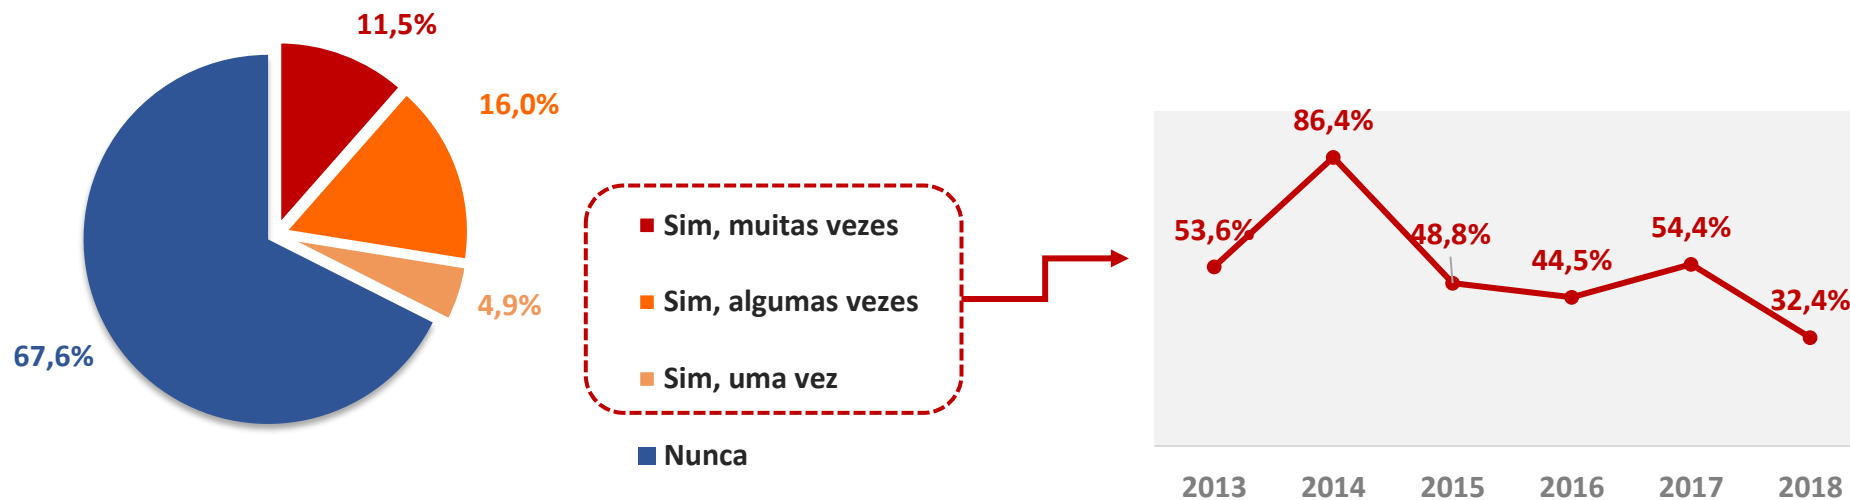 11,5%
16,0%
4,9%
67,6%
Sim, muitas vezes
Sim, algumas vezes
Sim, uma vez
Nunca
53,6%
86,4%
48,8%
44,5%
54,4%
32,4%
2013 2014 2015 2016 2017 2018